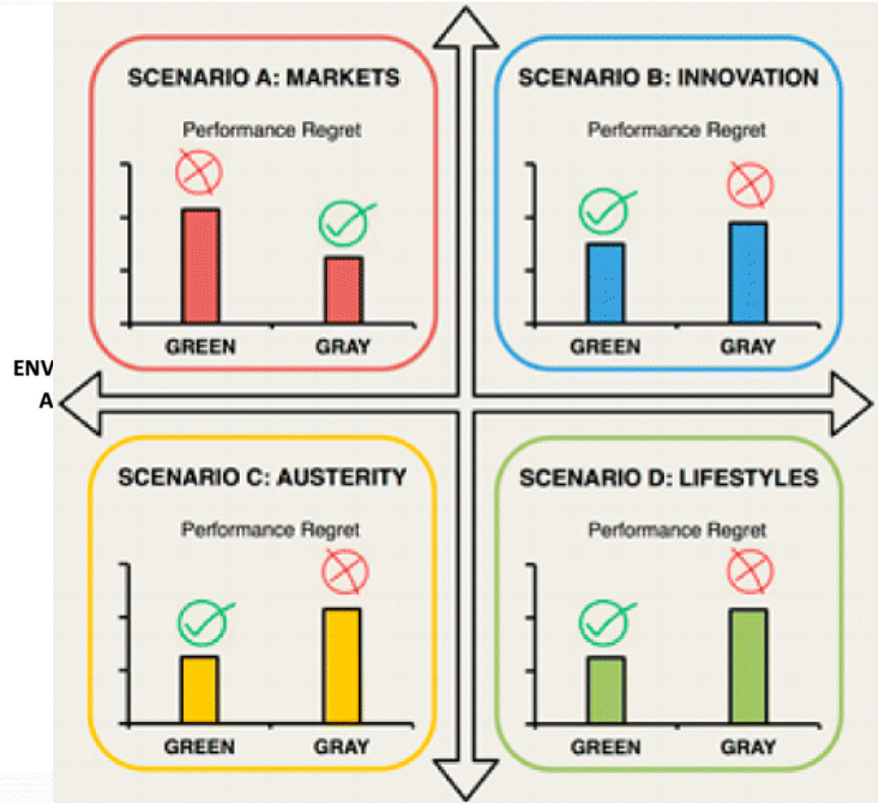 SCENARIO A: MARKETS
Performance Regret
GREEN GRAY
SCENARIO B: INNOVATION
Performance Regret
GREEN GRAY
ENV
A
SCENARIO C: AUSTERITY
Performance Regret
GREEN GRAY
SCENARIO D: LIFESTYLES
Performance Regret
GREEN GRAY